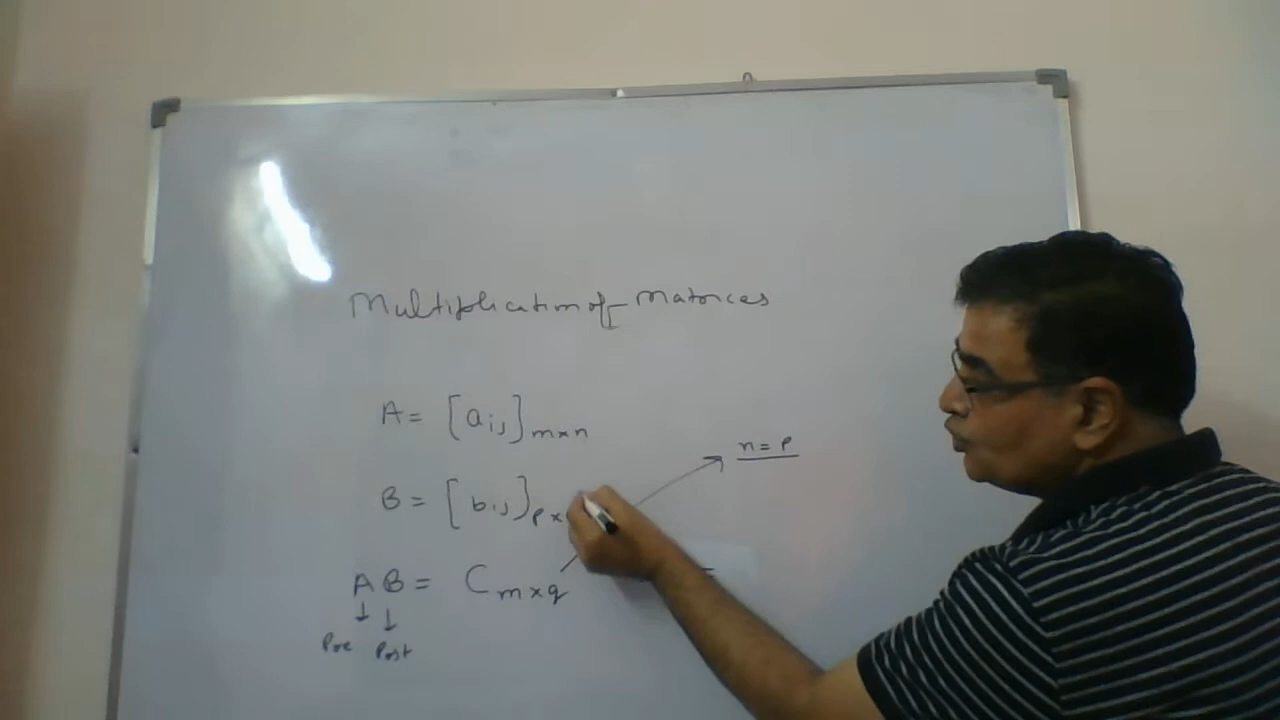 Multiplication of Matrices
A = [aij]m×n
n = P
B = [bij]P×
AB = Cm×q
↓ ↓
Pre Post